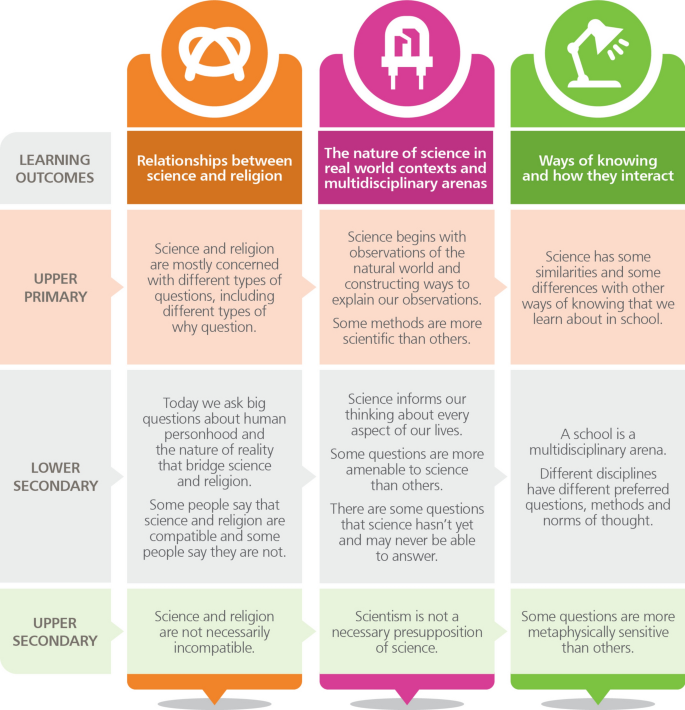 LEARNING
OUTCOMES
Relationships between
science and religion
The nature of science in
real world contexts and
multidisciplinary arenas
Ways of knowing
and how they interact
UPPER
PRIMARY
Science and religion
are mostly concerned
with different types of
questions, including
different types of
why question.
Science begins with
observations of the
natural world and
constructing ways to
explain our observations.
Some methods are more
scientific than others.
Science has some
similarities and some
differences with other
ways of knowing that we
learn about in school.
LOWER
SECONDARY
Today we ask big
questions about human
personhood and
the nature of reality
that bridge science
and religion.
Some people say that
science and religion are
compatible and some
people say they are not.
Science informs our
thinking about every
aspect of our lives.
Some questions are more
amenable to science
than others.
There are some questions
that science hasn't yet
and may never be able
to answer.
A school is a
multidisciplinary arena.
Different disciplines
have different preferred
questions, methods and
norms of thought.
UPPER
SECONDARY
Science and religion
are not necessarily
incompatible.
Scientism is not a
necessary presupposition
of science.
Some questions are more
metaphysically sensitive
than others.